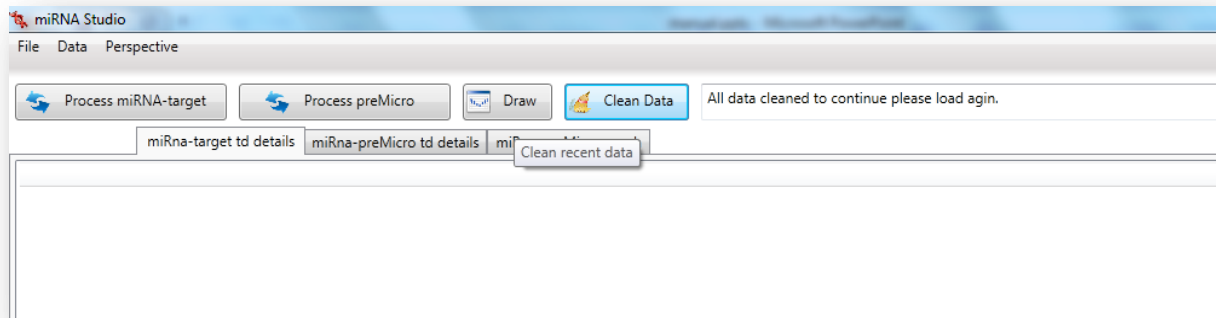 miRNA Studio
File Data Perspective
Process miRNA-target Process preMicro Draw Clean Data All data cleaned to continue please load agin.
miRna-target td details miRna-preMicro td details
Clean recent data